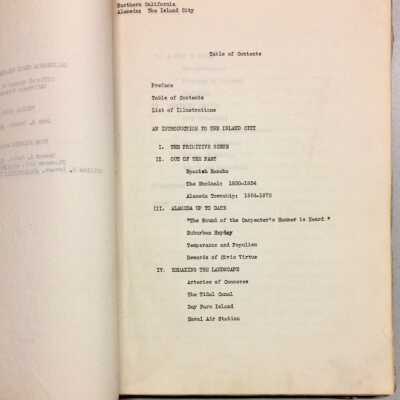 Northern California
Alameda: The Island City
Table of Contents
Preface
Table of Contents
List of Illustrations
AN INTRODUCTION TO THE ISLAND CITY
I. THE PRIMITIVE SCENE
II. OUT OF THE PAST
Spanish Rancho
The Encinal: 1850-1854
Alameda Township: 1854-1872
III. ALAMEDA UP TO DATE
"The Sound of the Carpenter's Hammer is Heard"
Suburban Heyday
Temperance and Populism
Rewards of Civic Virtue
IV. REMAKING THE LANDSCAPE
Arteries of Commerce
The Tidal Canal
Bay Farm Island
Naval Air Station